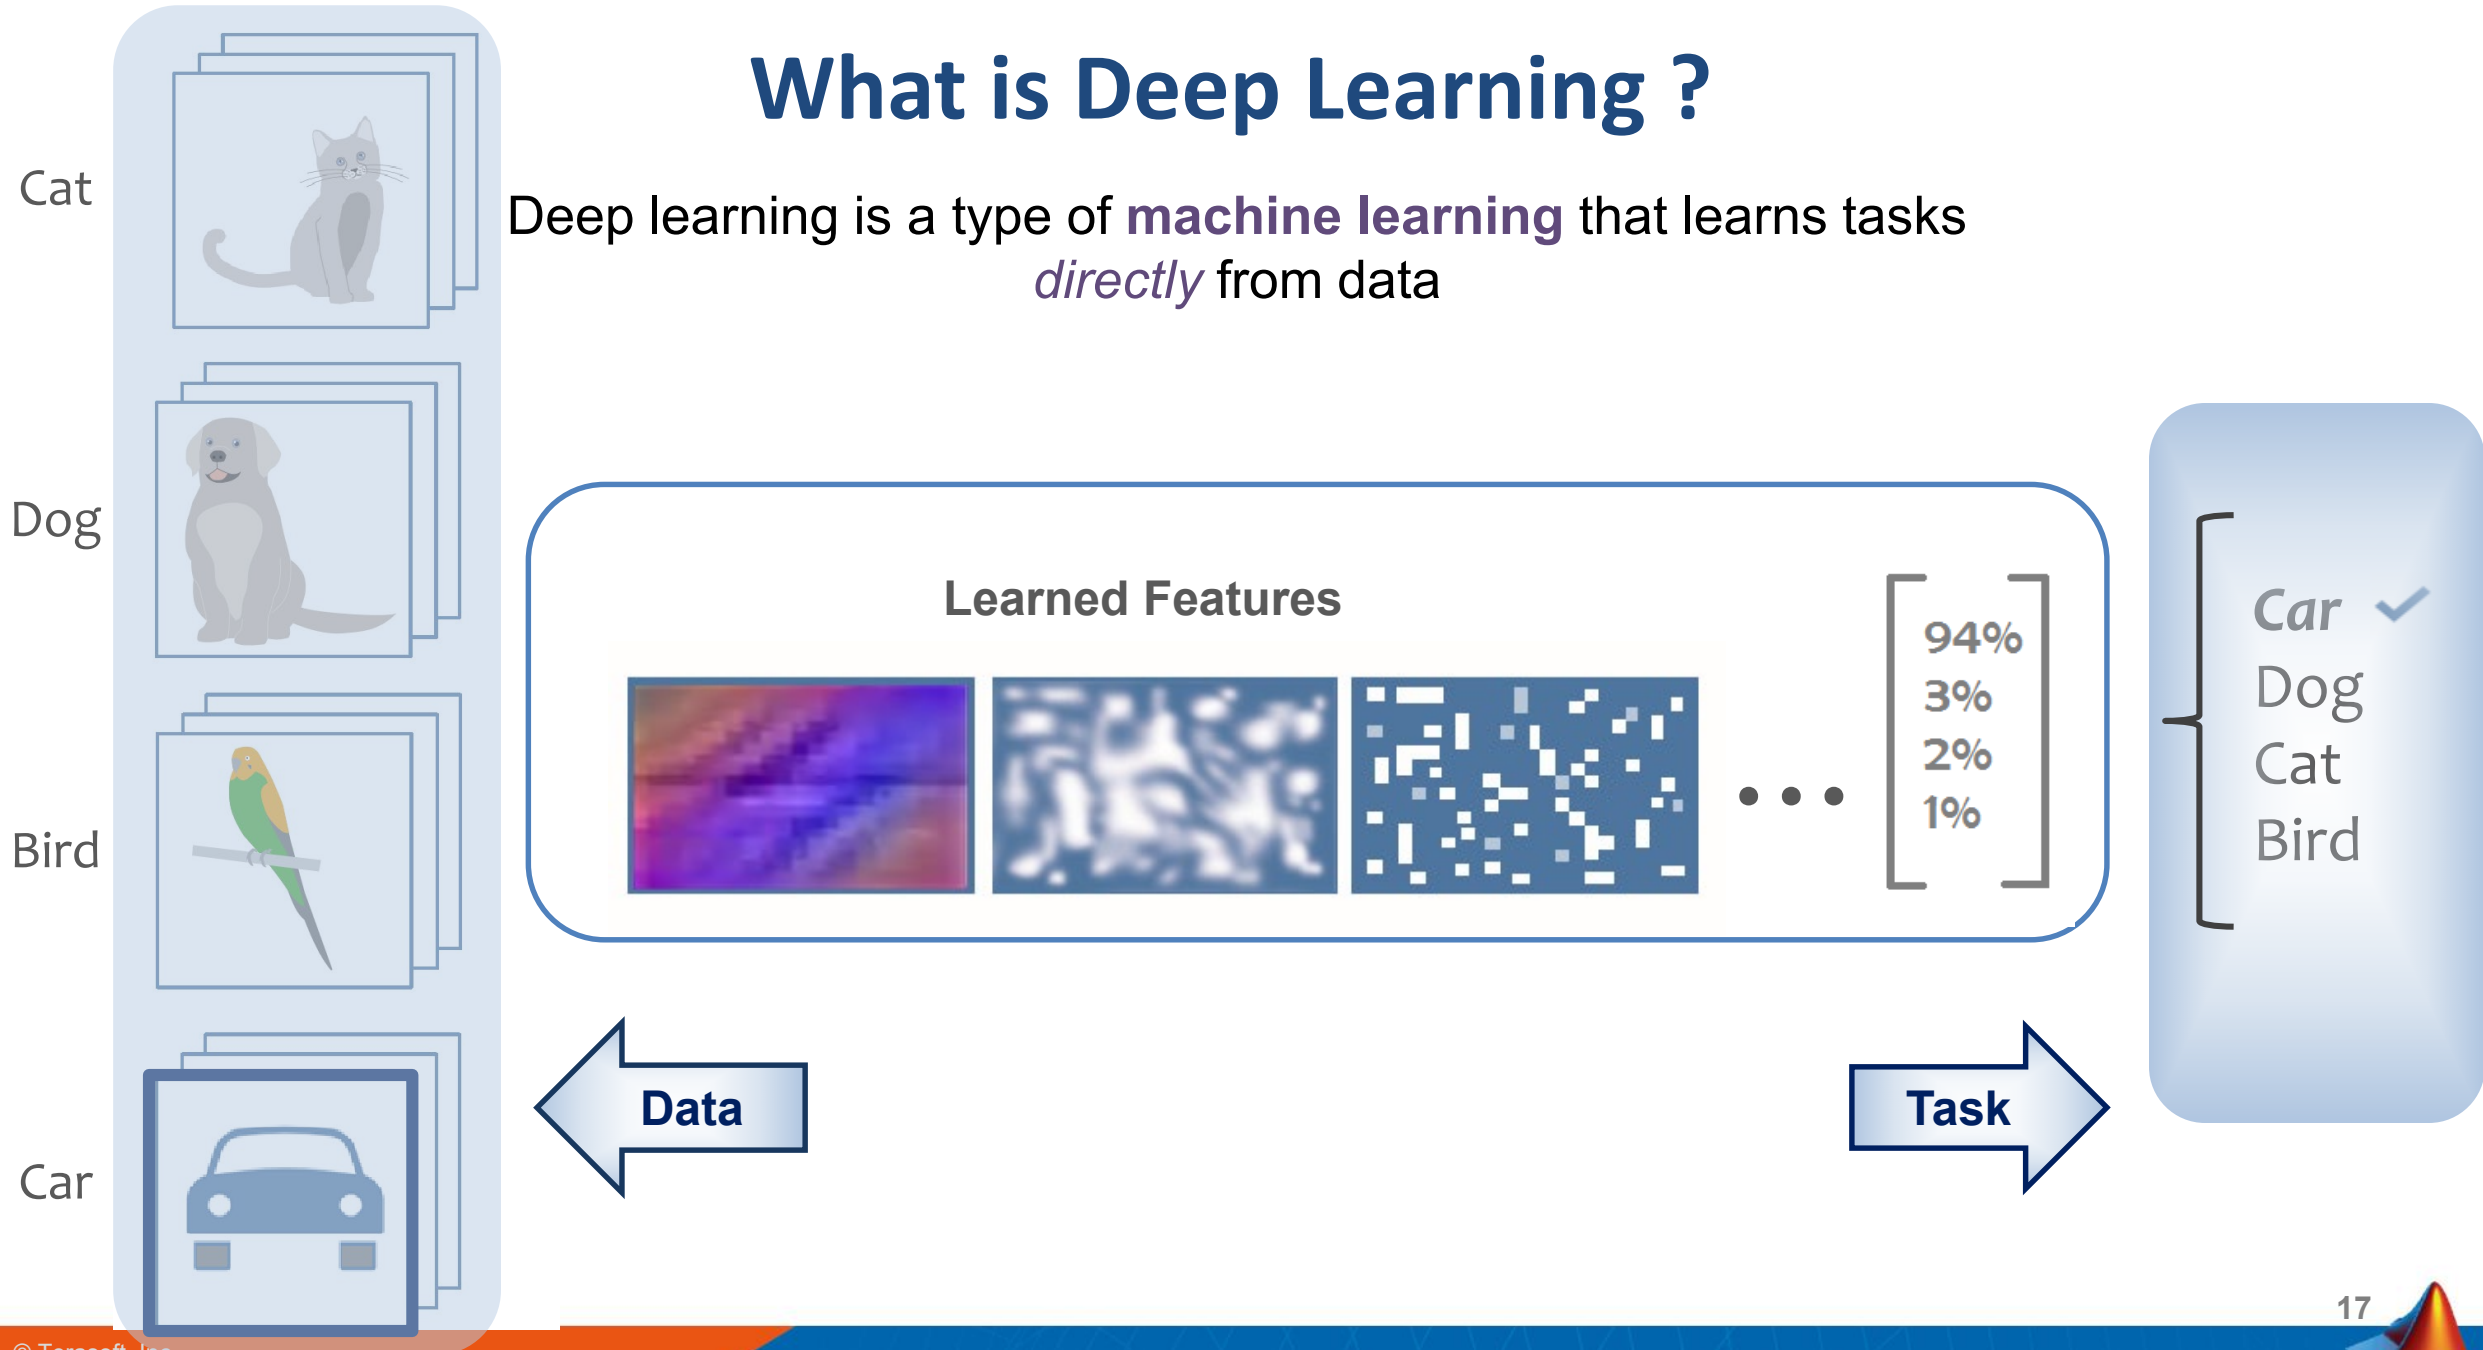 What is Deep Learning ?
Deep learning is a type of machine learning that learns tasks
directly from data
Cat
Dog
Bird
Car
Learned Features
94%
3%
2%
1%
Car
Dog
Cat
Bird
Data
Task
17